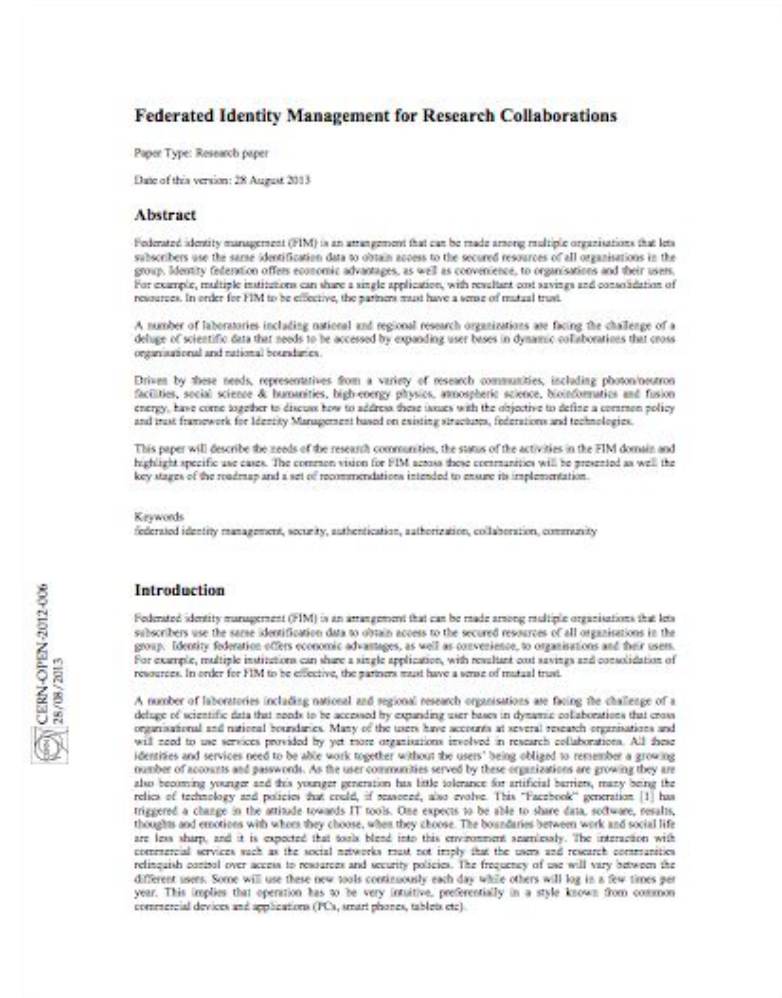 Federated Identity Management for Research Collaborations
Paper Type: Research paper
Date of this version: 28 August 2013
Abstract
Federated identity management (FIM) is an arrangement that can be made among multiple organisations that lets
subscribers use the same identification data to obtain access to the secured resources of all organisations in the
group. Identity federation offers economic advantages, as well as convenience, to organisations and their users.
For example, multiple institutions can share a single application, with resultant cost savings and consolidation of
resources. In order for FIM to be effective, the partners must have a sense of mutual trust.
A number of laboratories including national and regional research organizations are facing the challenge of a
deluge of scientific data that needs to be accessed by expanding user bases in dynamic collaborations that cross
organisational and national boundaries.
Driven by these needs, representatives from a variety of research communities, including photon/neutron
facilities, social science & humanities, high-energy physics, atmospheric science, bioinformatics and fusion
energy, have come together to discuss how to address these issues with the objective to define a common policy
and trust framework for Identity Management based on existing structures, federations and technologies.
This paper will describe the needs of the research communities, the status of the activities in the FIM domain and
highlight specific use cases. The common vision for FIM across these communities will be presented as well the
key stages of the roadmap and a set of recommendations intended to ensure its implementation.
Keywords
federated identity management, security, authentication, authorization, collaboration, community
Introduction
Federated identity management (FIM) is an arrangement that can be made among multiple organisations that lets
subscribers use the same identification data to obtain access to the secured resources of all organisations in the
group. Identity federation offers economic advantages, as well as convenience, to organisations and their users.
For example, multiple institutions can share a single application, with resultant cost savings and consolidation of
resources. In order for FIM to be effective, the partners must have a sense of mutual trust.
A number of laboratories including national and regional research organisations are facing the challenge of a
deluge of scientific data that needs to be accessed by expanding user bases in dynamic collaborations that cross
organisational and national boundaries. Many of the users have accounts at several research organisations and
will need to use services provided by yet more organisations involved in research collaborations. All these
identities and services need to be able work together without the users' being obliged to remember a growing
number of accounts and passwords. As the user communities served by these organizations are growing they are
also becoming younger and this younger generation has little tolerance for artificial barriers, many being the
relics of technology and policies that could, if reasoned, also evolve. This "Facebook" generation [1] has
triggered a change in the attitude towards IT tools. One expects to be able to share data, software, results,
thoughts and emotions with whom they choose, when they choose. The boundaries between work and social life
are less sharp, and it is expected that tools blend into this environment seamlessly. The interaction with
commercial services such as the social networks must not imply that the users and research communities
relinquish control over access to resources and security policies. The frequency of use will vary between the
different users. Some will use these new tools continuously each day while others will log in a few times per
year. This implies that operation has to be very intuitive, preferentially in a style known from common
commercial devices and applications (PCs, smart phones, tablets etc).
CERN-OPEN-2012-006
28/08/2013